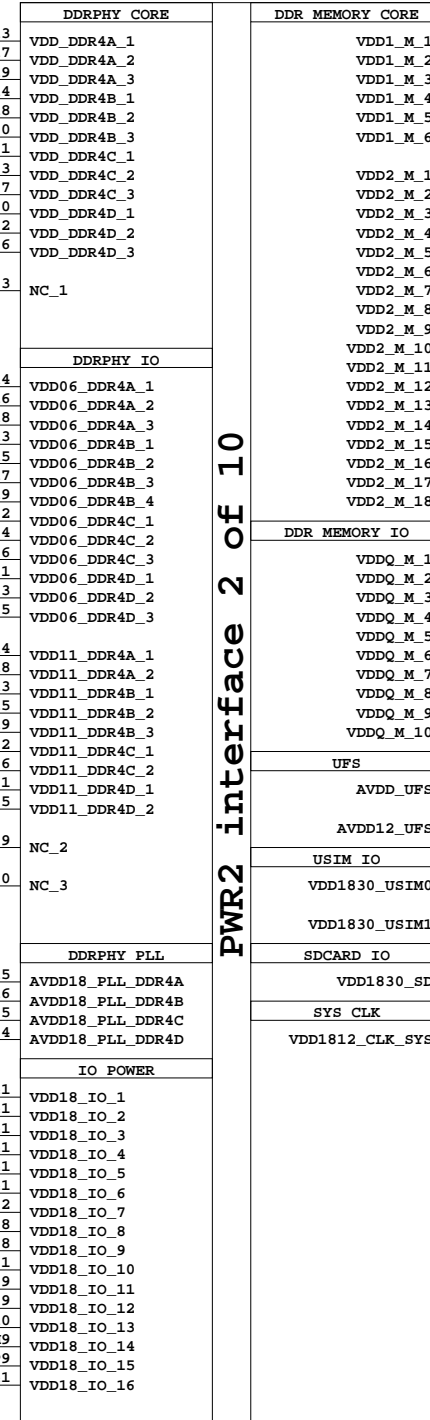 DDRPHY CORE
VDD_DDR4A_1
VDD_DDR4A_2
VDD_DDR4A_3
VDD_DDR4B_1
VDD_DDR4B_2
VDD_DDR4B_3
VDD_DDR4C_1
VDD_DDR4C_2
VDD_DDR4C_3
VDD_DDR4D_1
VDD_DDR4D_2
VDD_DDR4D_3
NC_1
DDRPHY IO
VDD06_DDR4A_1
VDD06_DDR4A_2
VDD06_DDR4A_3
VDD06_DDR4B_1
VDD06_DDR4B_2
VDD06_DDR4B_3
VDD06_DDR4B_4
VDD06_DDR4C_1
VDD06_DDR4C_2
VDD06_DDR4C_3
VDD06_DDR4D_1
VDD06_DDR4D_2
VDD06_DDR4D_3
VDD11_DDR4A_1
VDD11_DDR4A_2
VDD11_DDR4B_1
VDD11_DDR4B_2
VDD11_DDR4B_3
VDD11_DDR4C_1
VDD11_DDR4C_2
VDD11_DDR4D_1
VDD11_DDR4D_2
NC_2
NC_3
DDRPHY PLL
AVDD18_PLL_DDR4A
AVDD18_PLL_DDR4B
AVDD18_PLL_DDR4C
AVDD18_PLL_DDR4D
IO POWER
VDD18_IO_1
VDD18_IO_2
VDD18_IO_3
VDD18_IO_4
VDD18_IO_5
VDD18_IO_6
VDD18_IO_7
VDD18_IO_8
VDD18_IO_9
VDD18_IO_10
VDD18_IO_11
VDD18_IO_12
VDD18_IO_13
VDD18_IO_14
VDD18_IO_15
VDD18_IO_16
PWR2 interface 2 of 10
DDR MEMORY CORE
VDD1_M_1
VDD1_M_2
VDD1_M_3
VDD1_M_4
VDD1_M_5
VDD1_M_6
VDD2_M_1
VDD2_M_2
VDD2_M_3
VDD2_M_4
VDD2_M_5
VDD2_M_6
VDD2_M_7
VDD2_M_8
VDD2_M_9
VDD2_M_10
VDD2_M_11
VDD2_M_12
VDD2_M_13
VDD2_M_14
VDD2_M_15
VDD2_M_16
VDD2_M_17
VDD2_M_18
DDR MEMORY IO
VDDQ_M_1
VDDQ_M_2
VDDQ_M_3
VDDQ_M_4
VDDQ_M_5
VDDQ_M_6
VDDQ_M_7
VDDQ_M_8
VDDQ_M_9
VDDQ_M_10
UFS
AVDD_UFS
AVDD12_UFS
USIM IO
VDD1830_USIM0
VDD1830_USIM1
SDCARD IO
VDD1830_SD
SYS CLK
VDD1812_CLK_SYS